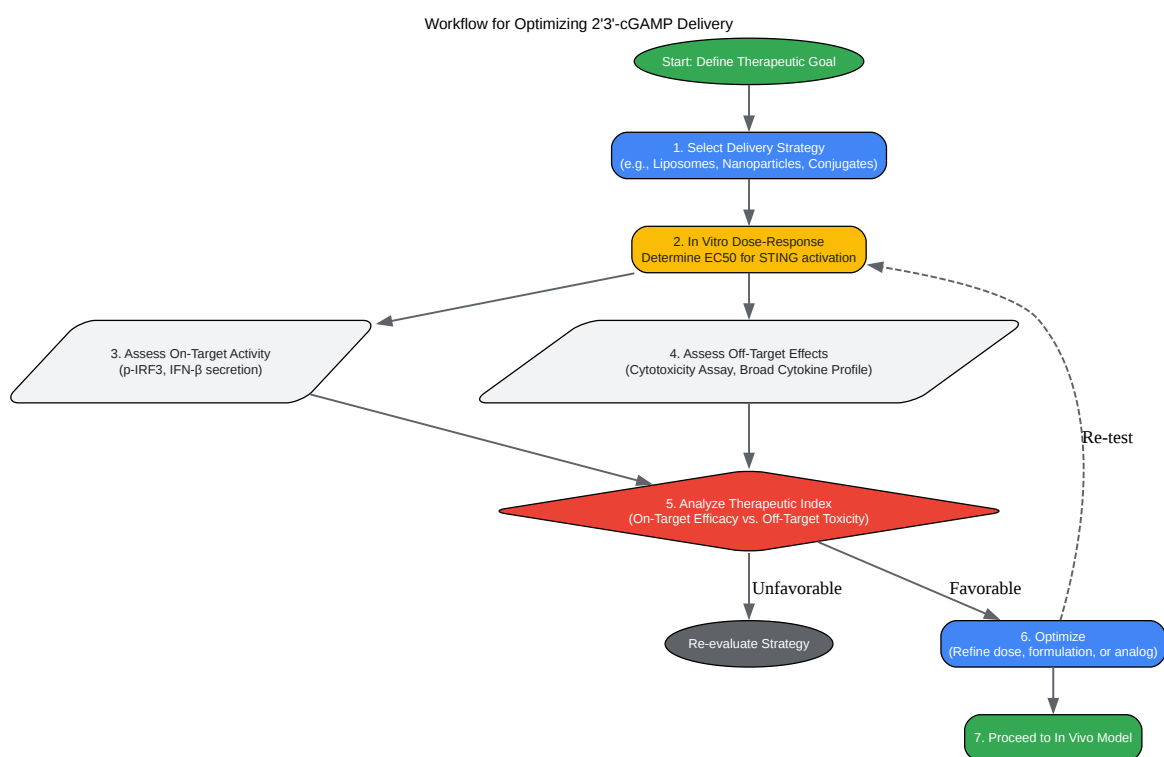 Workflow for Optimizing 2'3'-cGAMP Delivery
Start: Define Therapeutic Goal
1. Select Delivery Strategy
(e.g., Liposomes, Nanoparticles, Conjugates)
2. In Vitro Dose-Response
Determine EC50 for STING activation
3. Assess On-Target Activity
(p-IRF3, IFN-β secretion)
4. Assess Off-Target Effects
(Cytotoxicity Assay, Broad Cytokine Profile)
Re-test
5. Analyze Therapeutic Index
(On-Target Efficacy vs. Off-Target Toxicity)
Unfavorable
Favorable
Re-evaluate Strategy
6. Optimize
(Refine dose, formulation, or analog)
7. Proceed to In Vivo Model